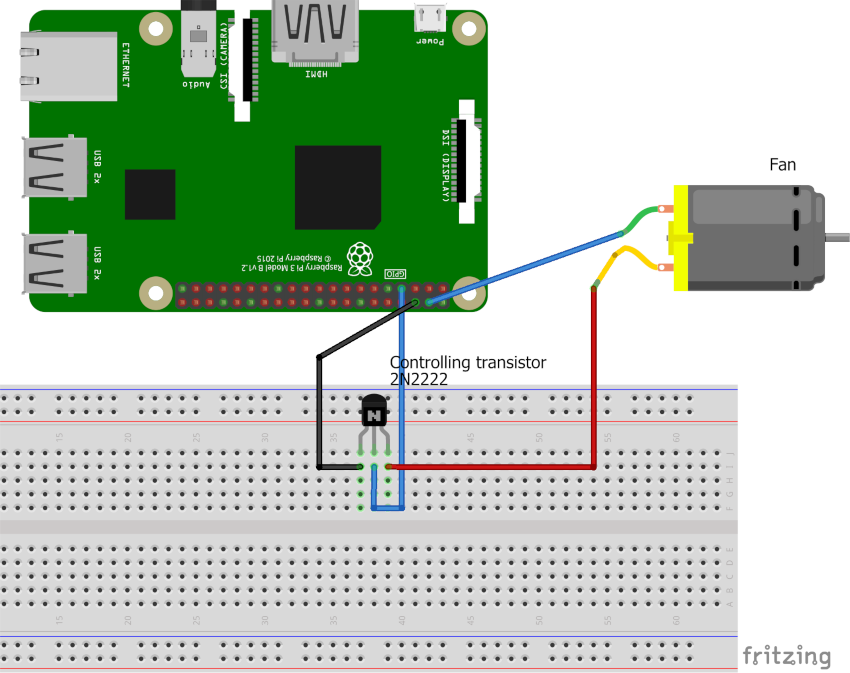 ETHERNET
Audio
CSI (CAMERA)
HDMI
Power
USB 2x
DSI (DISPLAY)
Fan
USB 2x
© Raspberry Pi 2015
Raspberry Pi 3 Model B v1.2
GPIO
Controlling transistor
2N2222
N
15 20 25 30 35 40 45 50 55 60
J
I
H
G
F
E
D
C
B
A
15 20 25 30 35 40 45 50 55 60
fritzing